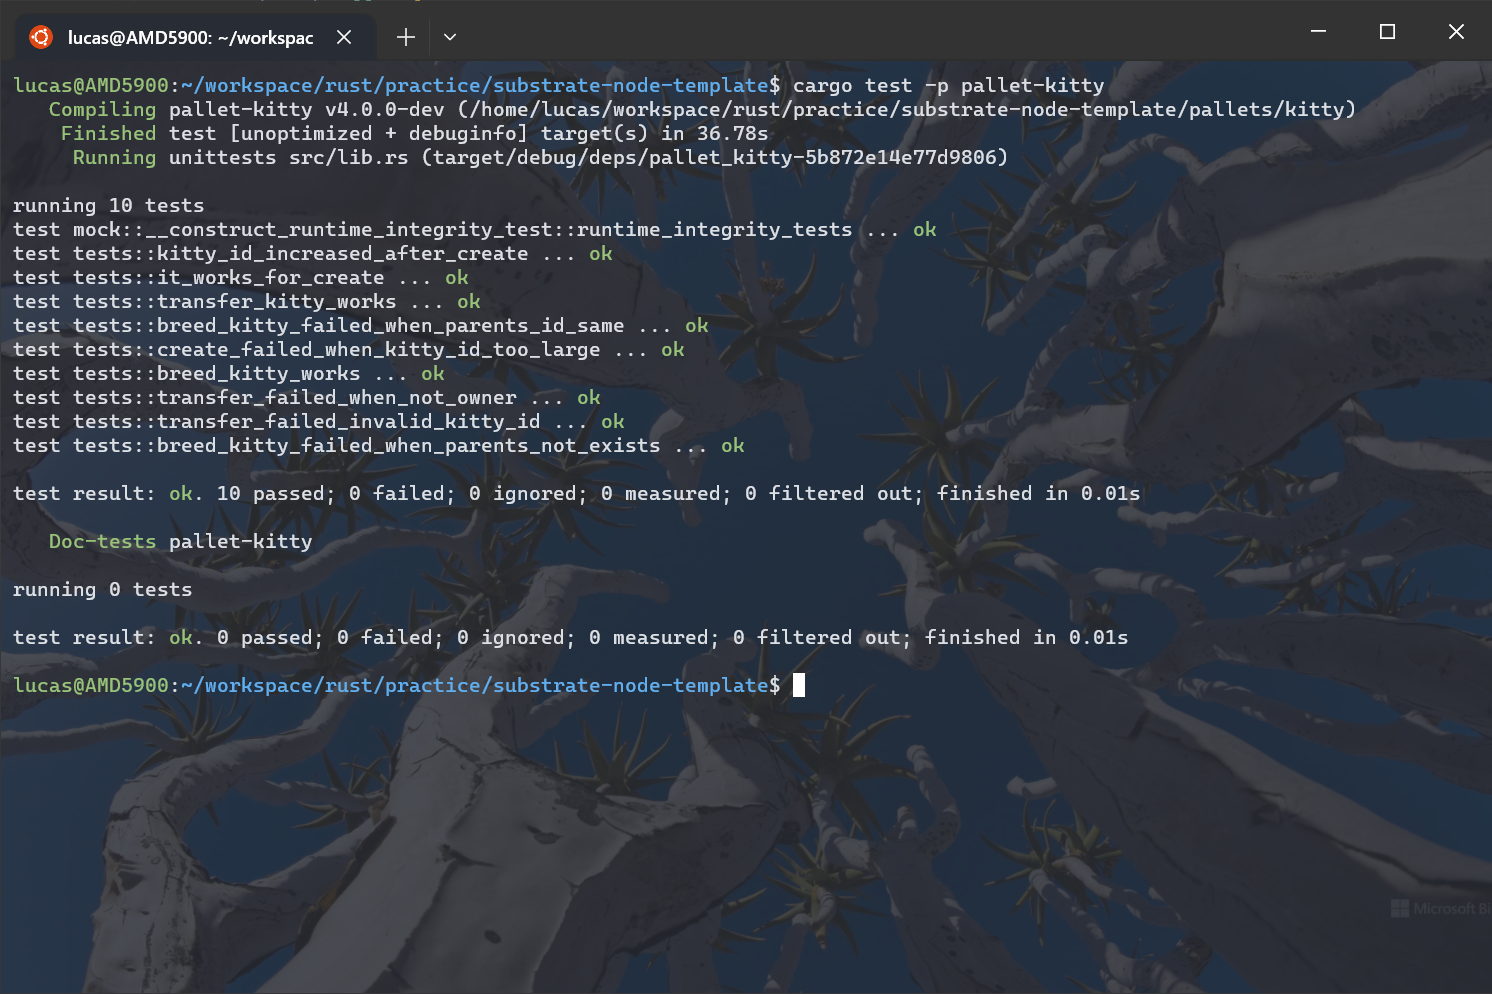 lucas@AMD5900: ~/workspac
lucas@AMD5900:~/workspace/rust/practice/substrate-node-template$ cargo test -p pallet-kitty
Compiling pallet-kitty v4.0.0-dev (/home/lucas/workspace/rust/practice/substrate-node-template/pallets/kitty)
Finished test [unoptimized + debuginfo] target(s) in 36.78s
Running unittests src/lib.rs (target/debug/deps/pallet_kitty-5b872e14e77d9806)
running 10 tests
test mock::__construct_runtime_integrity_test::runtime_integrity_tests ... ok
test tests::kitty_id_increased_after_create ... ok
test tests::it_works_for_create ... ok
test tests::transfer_kitty_works ... ok
test tests::breed_kitty_failed_when_parents_id_same ... ok
test tests::create_failed_when_kitty_id_too_large ... ok
test tests::breed_kitty_works ... ok
test tests::transfer_failed_when_not_owner ... ok
test tests::transfer_failed_invalid_kitty_id ... ok
test tests::breed_kitty_failed_when_parents_not_exists ... ok
test result: ok. 10 passed; 0 failed; 0 ignored; 0 measured; 0 filtered out; finished in 0.01s
Doc-tests pallet-kitty
running 0 tests
test result: ok. 0 passed; 0 failed; 0 ignored; 0 measured; 0 filtered out; finished in 0.01s
lucas@AMD5900:~/workspace/rust/practice/substrate-node-template$
Microsoft Bi